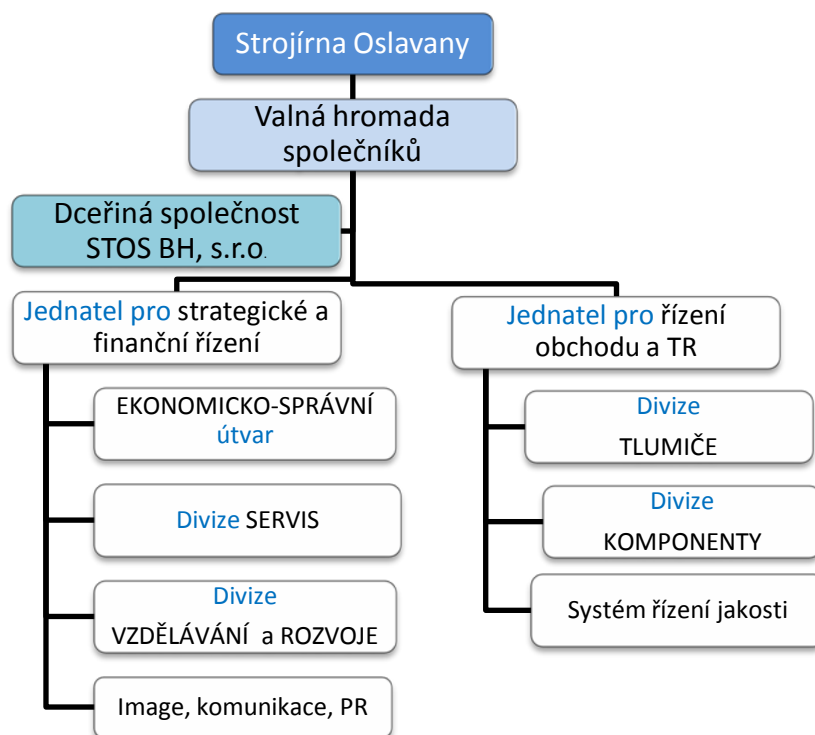 Strojírna Oslavany
Valná hromada
společníků
Dceřiná společnost
STOS BH, s.r.o.
Jednatel pro strategické a
finanční řízení
EKONOMICKO-SPRÁVNÍ
útvar
Divize SERVIS
Divize
VZDĚLÁVÁNÍ a ROZVOJE
Image, komunikace, PR
Jednatel pro řízení
obchodu a TR
Divize
TLUMIČE
Divize
KOMPONENTY
Systém řízení jakosti